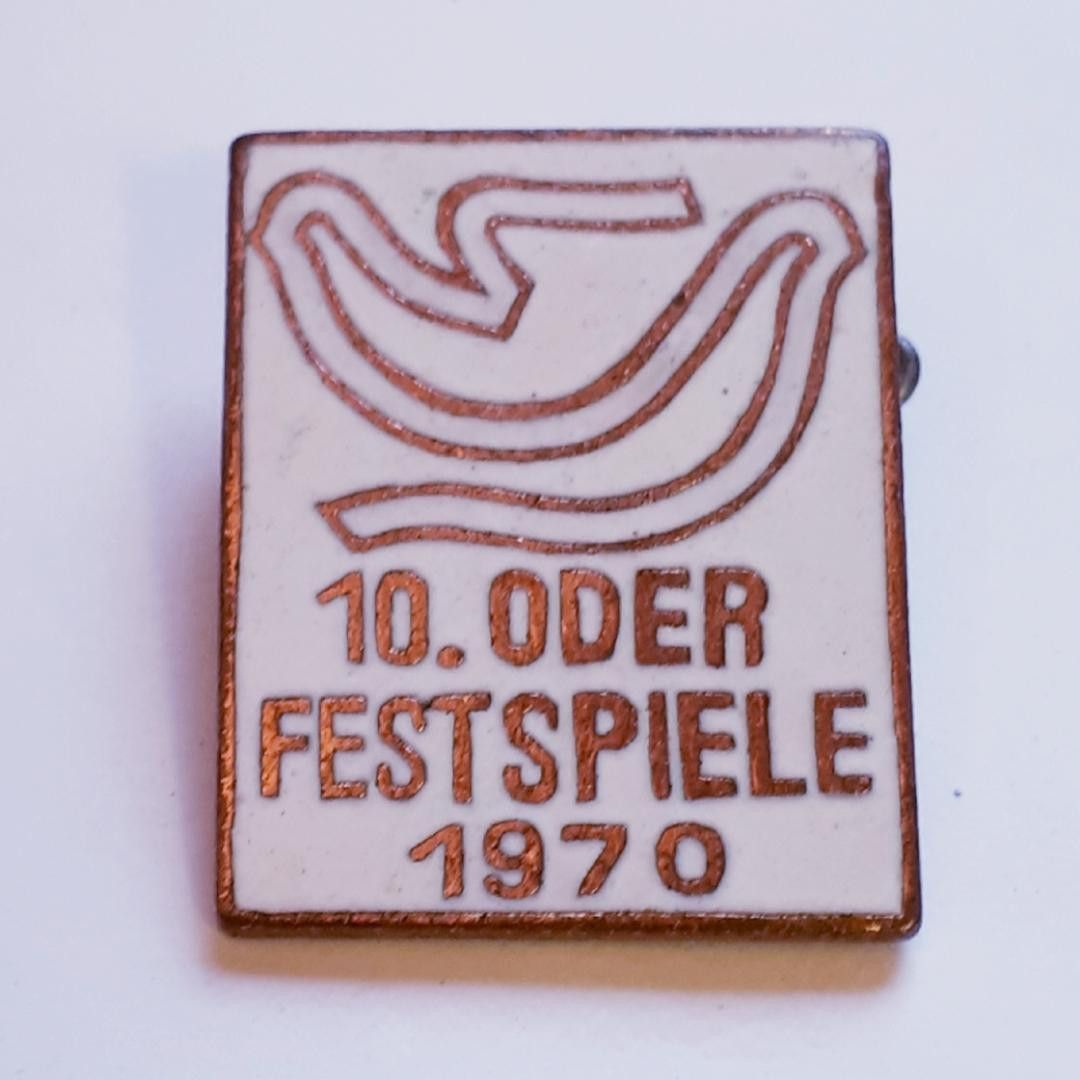 10. ODER
FESTSPIELE
1970